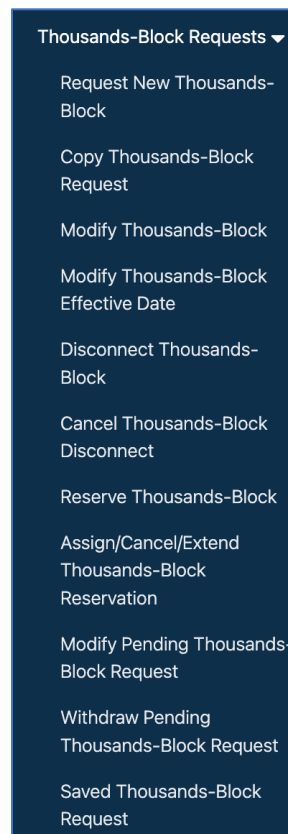 Thousands-Block Requests
Request New Thousands-
Block
Copy Thousands-Block
Request
Modify Thousands-Block
Modify Thousands-Block
Effective Date
Disconnect Thousands-
Block
Cancel Thousands-Block
Disconnect
Reserve Thousands-Block
Assign/Cancel/Extend
Thousands-Block
Reservation
Modify Pending Thousands-
Block Request
Withdraw Pending
Thousands-Block Request
Saved Thousands-Block
Request